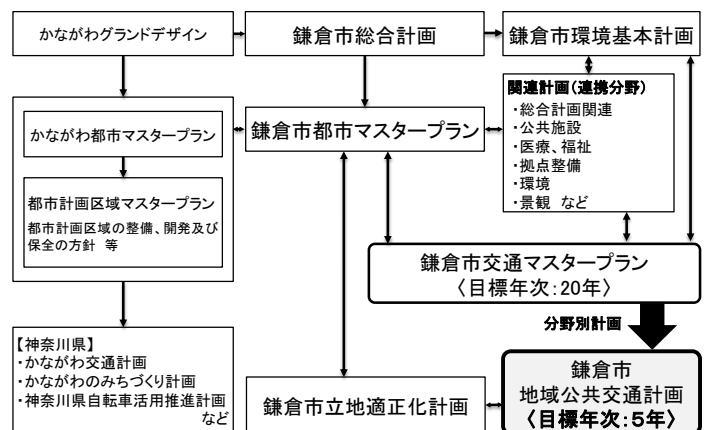 かながわグランドデザイン
鎌倉市総合計画
鎌倉市環境基本計画
かながわ都市マスタープラン
都市計画区域マスタープラン
都市計画区域の整備、開発及び
保全の方針 等
鎌倉市都市マスタープラン
関連計画(連携分野)
・総合計画関連
・公共施設
・医療、福祉
・拠点整備
・環境
・景観 など
鎌倉市交通マスタープラン
〈目標年次:20年〉
分野別計画
【神奈川県】
・かながわ交通計画
・かながわのみちづくり計画
・神奈川県自転車活用推進計画
など
鎌倉市立地適正化計画
鎌倉市
地域公共交通計画
〈目標年次:5年〉